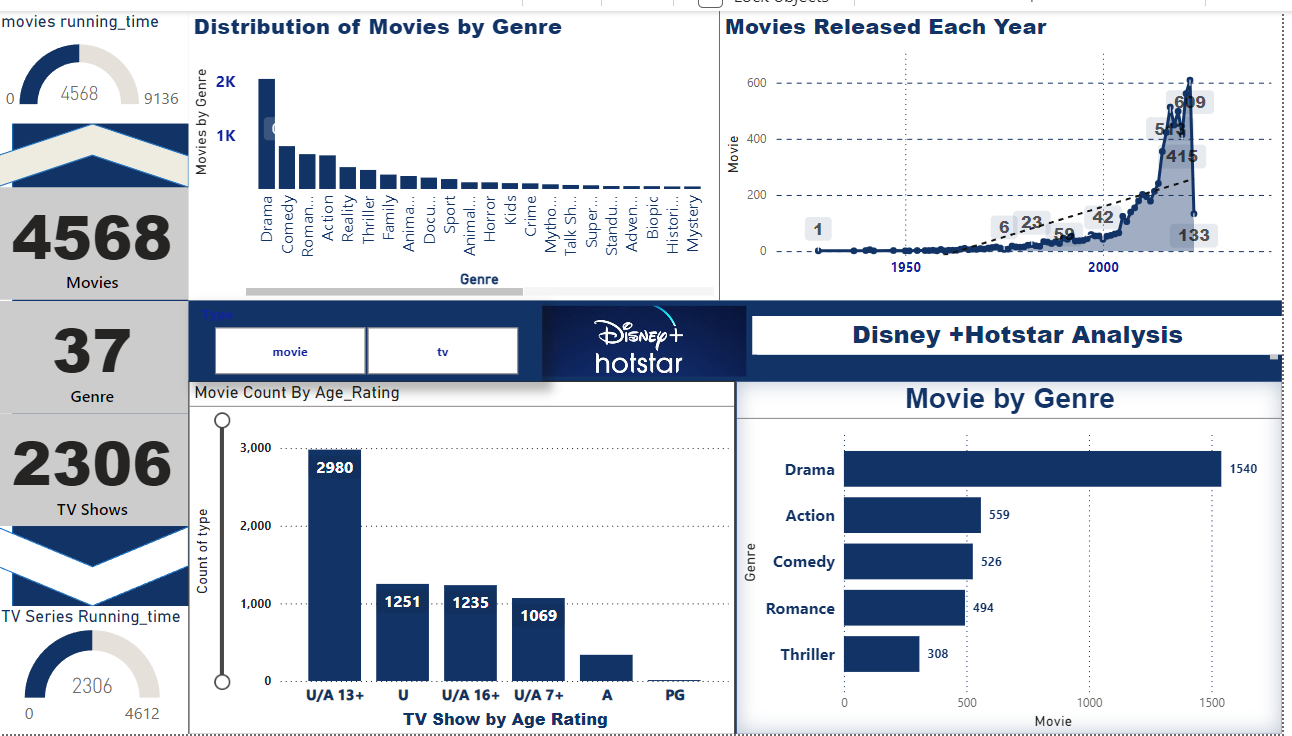 Lock objects
movies running_time
4568
0
9136
4568
Movies
37
Genre
2306
TV Shows
TV Series Running_time
2306
0
4612
Distribution of Movies by Genre
Movies by Genre
2K
1K
Drama
Comedy
Roman...
Action
Reality
Thriller
Family
Anima...
Docu...
Sport
Animal...
Horror
Kids
Crime
Mytho...
Talk Sh...
Super...
Standu...
Adven...
Biopic
Histori...
Mystery
Genre
Movies Released Each Year
Movie
600
400
200
0
1
6
23
59
42
513
609
415
133
1950
2000
Type
movie
tv
Disney+
hotstar
Disney +Hotstar Analysis
Movie Count By Age_Rating
Count of type
3,000
2,000
1,000
0
2980
1251
1235
1069
U/A 13+
U
U/A 16+
U/A 7+
A
PG
TV Show by Age Rating
Movie by Genre
Genre
Drama
1540
Action
559
Comedy
526
Romance
494
Thriller
308
0
500
1000
1500
Movie